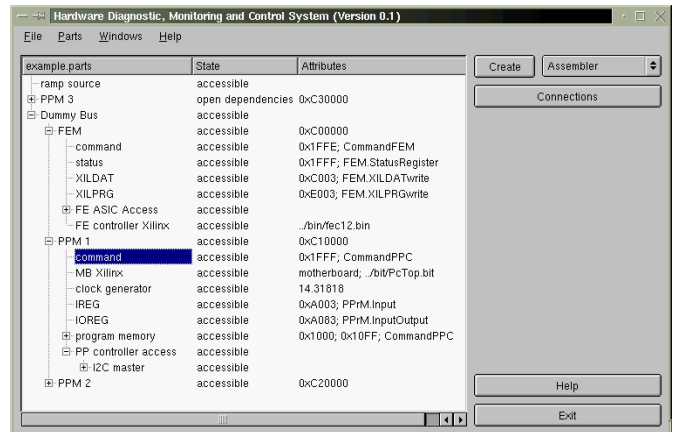 Hardware Diagnostic, Monitoring and Control System (Version 0.1)
File Parts Windows Help
example.parts State Attributes
ramp source accessible
PPM 3 open dependencies 0xC30000
Dummy Bus accessible
FEM accessible 0xC00000
command accessible 0x1FFE; CommandFEM
status accessible 0x1FFF; FEM.StatusRegister
XILDAT accessible 0xC003; FEM.XILDATwrite
XILPRG accessible 0xE003; FEM.XILPRGwrite
FE ASIC Access accessible
FE controller Xilinx accessible ../bin/fec12.bin
PPM 1 accessible 0xC10000
command accessible 0x1FFF; CommandPPC
MB Xilinx accessible motherboard; ../bit/PcTop.bit
clock generator accessible 14.31818
IREG accessible 0xA003; PPrM.Input
IOREG accessible 0xA083; PPrM.InputOutput
program memory accessible 0x1000; 0x10FF; CommandPPC
PP controller access accessible
I2C master accessible
PPM 2 accessible 0xC20000
Create Assembler
Connections
Help
Exit